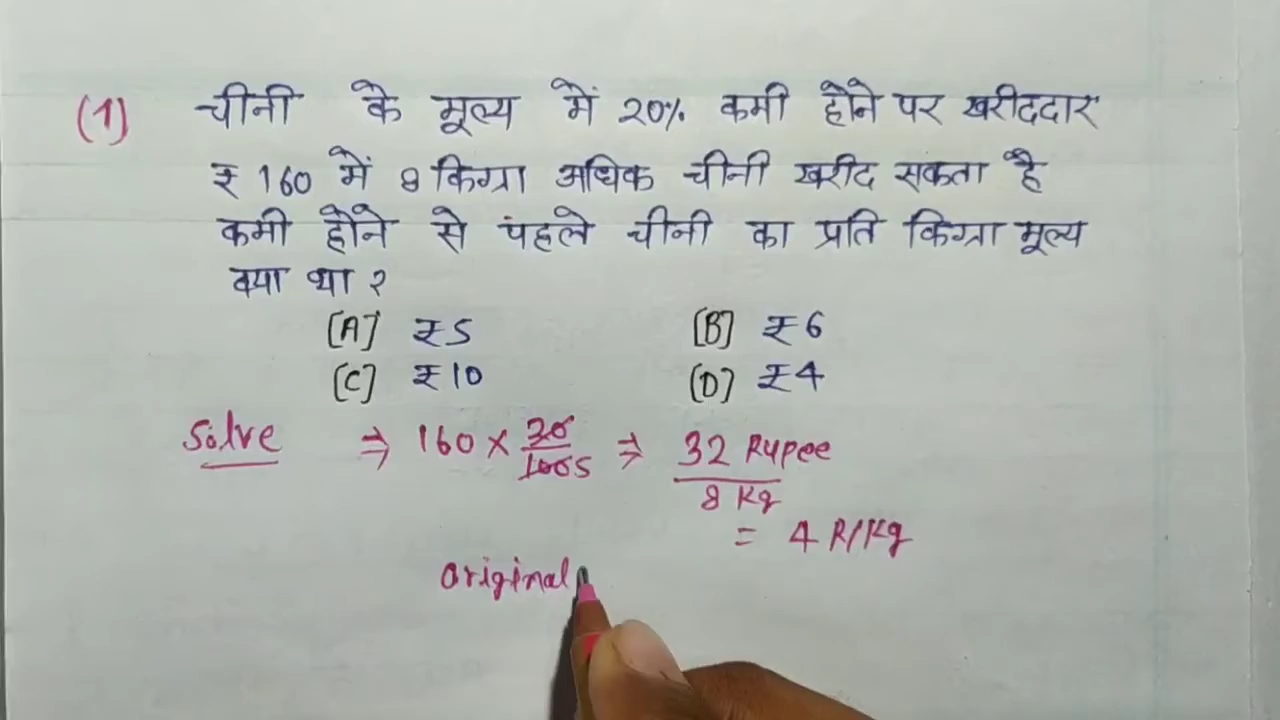 (1) चीनी के मूल्य में 20% कमी होने पर खरीददार
₹ 160 में 8 किग्रा अधिक चीनी खरीद सकता है
कमी होने से पहले चीनी का प्रति किग्रा मूल्य
क्या था ?
[A] ₹ 5 [B] ₹ 6
[C] ₹ 10 [D] ₹ 4
Solve ⇒ 160 × 20/100 5 ⇒ 32 Rupee
8 Kg
= 4 R/Kg
original